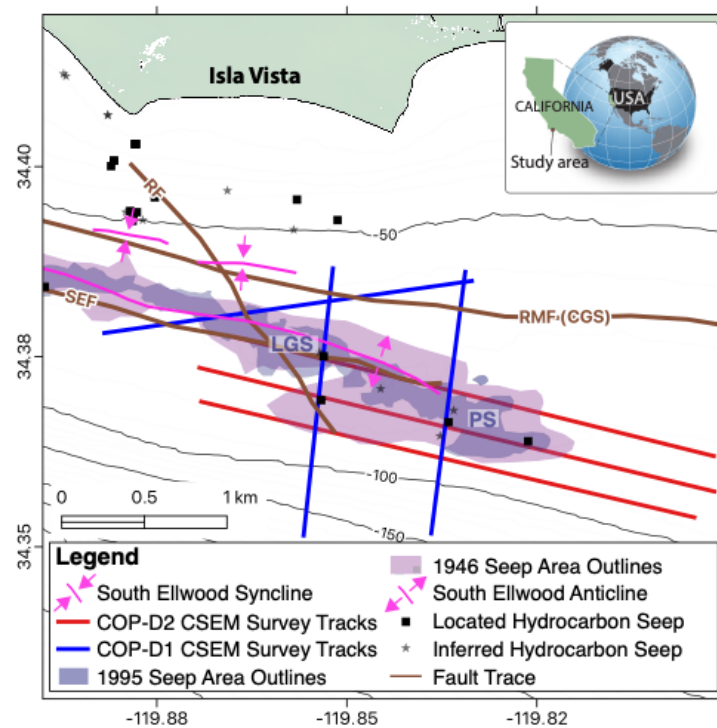 Isla Vista
CALIFORNIA
USA
Study area
34.40
RF
-50
SEF
RMF (CGS)
LGS
34.38
PS
-100
0 0.5 1 km
-150
34.35
Legend
South Ellwood Syncline
COP-D2 CSEM Survey Tracks
COP-D1 CSEM Survey Tracks
1995 Seep Area Outlines
1946 Seep Area Outlines
South Ellwood Anticline
Located Hydrocarbon Seep
Inferred Hydrocarbon Seep
Fault Trace
-119.88 -119.85 -119.82